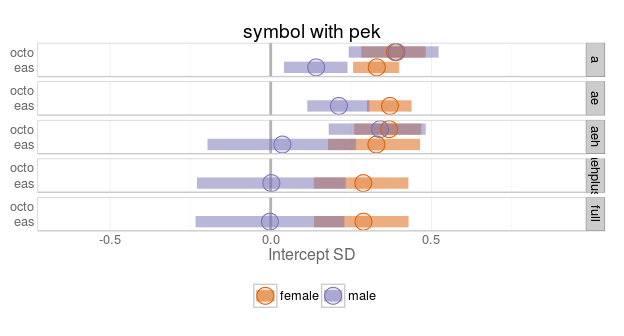 symbol with pek
octo
eas
a
octo
eas
ae
octo
eas
aeh
octo
eas
octo
eas
full
-0.5 0.0 0.5
Intercept SD
female male